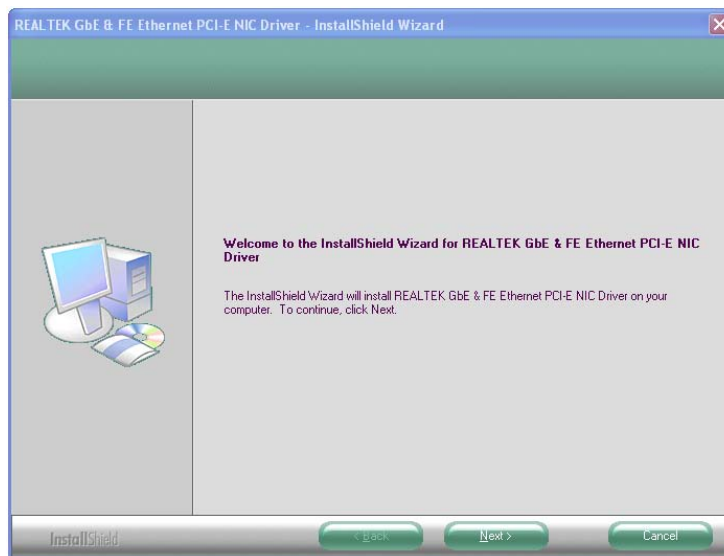 REALTEK GbE & FE Ethernet PCI-E NIC Driver - InstallShield Wizard
Welcome to the InstallShield Wizard for REALTEK GbE & FE Ethernet PCI-E NIC
Driver
The InstallShield Wizard will install REALTEK GbE & FE Ethernet PCI-E NIC Driver on your
computer. To continue, click Next.
InstallShield
< Back
Next >
Cancel